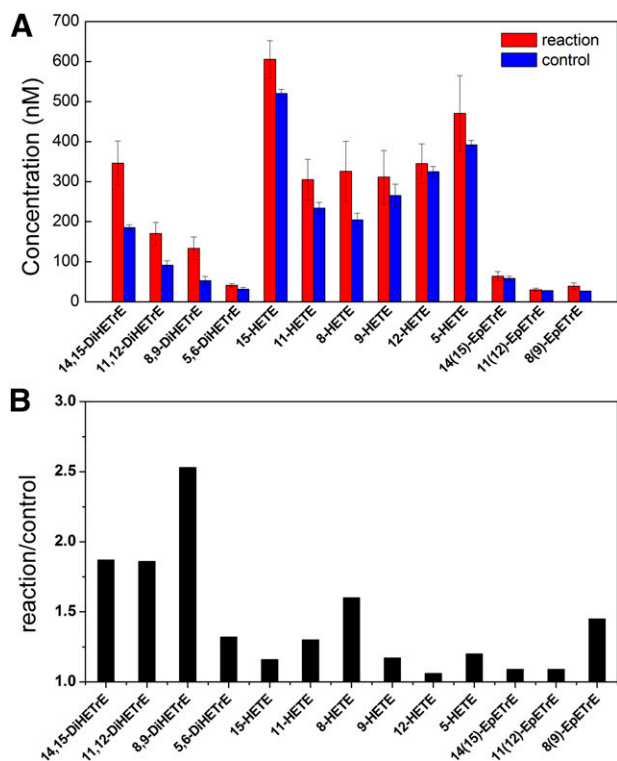 A
Concentration (nM)
700
600
500
400
300
200
100
0
reaction
control
14,15-DiHETrE
11,12-DiHETrE
8,9-DiHETrE
5,6-DiHETrE
15-HETE
11-HETE
8-HETE
9-HETE
12-HETE
5-HETE
14(15)-EpETrE
11(12)-EpETrE
8(9)-EpETrE
B
reaction/control
3.0
2.5
2.0
1.5
1.0
14,15-DiHETrE
11,12-DiHETrE
8,9-DiHETrE
5,6-DiHETrE
15-HETE
11-HETE
8-HETE
9-HETE
12-HETE
5-HETE
14(15)-EpETrE
11(12)-EpETrE
8(9)-EpETrE